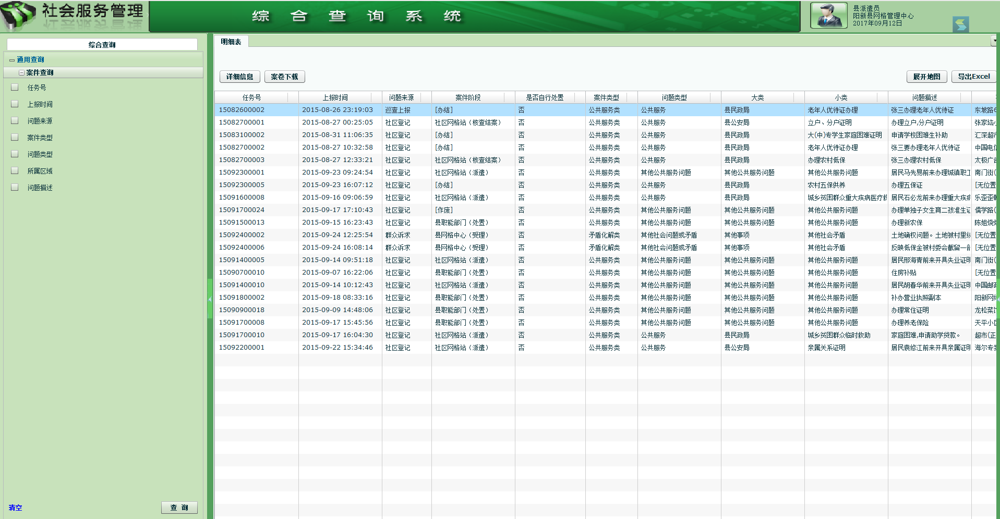 社会服务管理
综合查询系统
县派遣员
阳新县网格管理中心
2017年09月12日
综合查询
通用查询
案件查询
任务号
上报时间
问题来源
案件类型
问题类型
所属区域
问题描述
清空
查 询
明细表
详细信息 案卷下载 展开地图 导出Excel
任务号 上报时间 问题来源 案件阶段 是否自行处置 案件类型 问题类型 大类 小类 问题描述
15082600002 2015-08-26 23:19:03 巡查上报 [办结] 否 公共服务类 公共服务 县民政局 老年人优待证办理 张三办理老年人优待证 东坡路6
15082700001 2015-08-27 00:25:05 社区登记 社区网格站（核查结案） 否 公共服务类 公共服务 县公安局 立户、分户证明 办理立户,分户证明 张家垴小
15083100002 2015-08-31 11:06:35 社区登记 [办结] 否 公共服务类 公共服务 县民政局 大(中)专学生家庭困难证明 申请学校困难生补助 汇深超市
15082700002 2015-08-27 10:32:58 社区登记 [办结] 否 公共服务类 公共服务 县民政局 老年人优待证办理 张三要办理老年人优待证 中国电信
15082700003 2015-08-27 12:33:21 社区登记 社区网格站（核查结案） 否 公共服务类 公共服务 县民政局 办理农村低保 张三办理农村低保 太极广告
15092300001 2015-09-23 09:24:54 社区登记 社区网格站（派遣） 否 公共服务类 其他公共服务问题 其他公共服务问题 其他公共服务问题 居民马先易前来办理城镇职工 南门街(
15092300005 2015-09-23 16:07:12 社区登记 [办结] 否 公共服务类 公共服务 县民政局 农村五保供养 办理五保证 [无位置
15091600008 2015-09-16 09:06:59 社区登记 社区网格站（派遣） 否 公共服务类 公共服务 县民政局 城乡贫困群众重大疾病医疗救 居民石必龙前来办理重大疾病 乐歪歪韩
15091700024 2015-09-17 17:10:43 社区登记 [作废] 否 公共服务类 其他公共服务问题 其他公共服务问题 其他公共服务问题 办理单独子女生育二孩准生证 儒学路(
15091500013 2015-09-15 16:23:43 社区登记 县职能部门（处置） 否 公共服务类 其他公共服务问题 其他公共服务问题 其他公共服务问题 办理新农保 陈姐烧烤
15092400002 2015-09-24 12:25:54 群众诉求 县网格中心（受理） 否 矛盾化解类 其他社会问题或矛盾 其他事项 其他社会矛盾 土地确权问题。土地被村里统 [无位置
15092400006 2015-09-24 16:08:14 群众诉求 县网格中心（受理） 否 矛盾化解类 其他社会问题或矛盾 其他事项 其他社会矛盾 反映低保金被村委会截留一部 [无位置
15091400005 2015-09-14 09:51:18 社区登记 社区网格站（派遣） 否 公共服务类 其他公共服务问题 其他公共服务问题 其他公共服务问题 居民邢海青前来开具失业证明 南门街(
15090700010 2015-09-07 16:22:06 社区登记 县职能部门（处置） 否 公共服务类 其他公共服务问题 其他公共服务问题 其他公共服务问题 住房补贴 [无位置
15091400010 2015-09-14 10:12:43 社区登记 社区网格站（派遣） 否 公共服务类 其他公共服务问题 其他公共服务问题 其他公共服务问题 居民胡春华前来开具失业证明 中国邮政
15091800002 2015-09-18 08:33:16 社区登记 县职能部门（处置） 否 公共服务类 其他公共服务问题 其他公共服务问题 其他公共服务问题 补办营业执照副本 阳新网络
15090900018 2015-09-09 14:48:06 社区登记 县职能部门（处置） 否 公共服务类 其他公共服务问题 其他公共服务问题 其他公共服务问题 办理常住证明 龙松菜馆
15091700008 2015-09-17 15:45:56 社区登记 县职能部门（处置） 否 公共服务类 其他公共服务问题 其他公共服务问题 其他公共服务问题 办理养老保险 天平小区
15091700010 2015-09-17 16:04:30 社区登记 社区网格站（派遣） 否 公共服务类 公共服务 县民政局 城乡贫困群众临时救助 家庭困难,申请助学贷款。 超市(正
15092200001 2015-09-22 15:34:46 社区登记 社区网格站（派遣） 否 公共服务类 公共服务 县公安局 亲属关系证明 居民袁修江前来开具亲属证明 海尔专卖